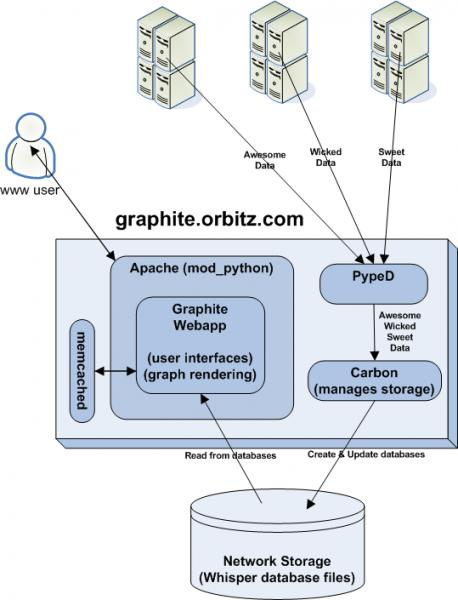 Awesome
Data
Wicked
Data
Sweet
Data
www user
graphite.orbitz.com
Apache (mod_python)
PypeD
Graphite
Webapp
(user interfaces)
(graph rendering)
memcached
Awesome
Wicked
Sweet
Data
Carbon
(manages storage)
Read from databases
Create & Update databases
Network Storage
(Whisper database files)